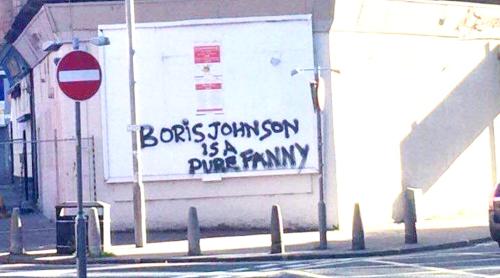 BORIS JOHNSON
IS A
PURE FANNY